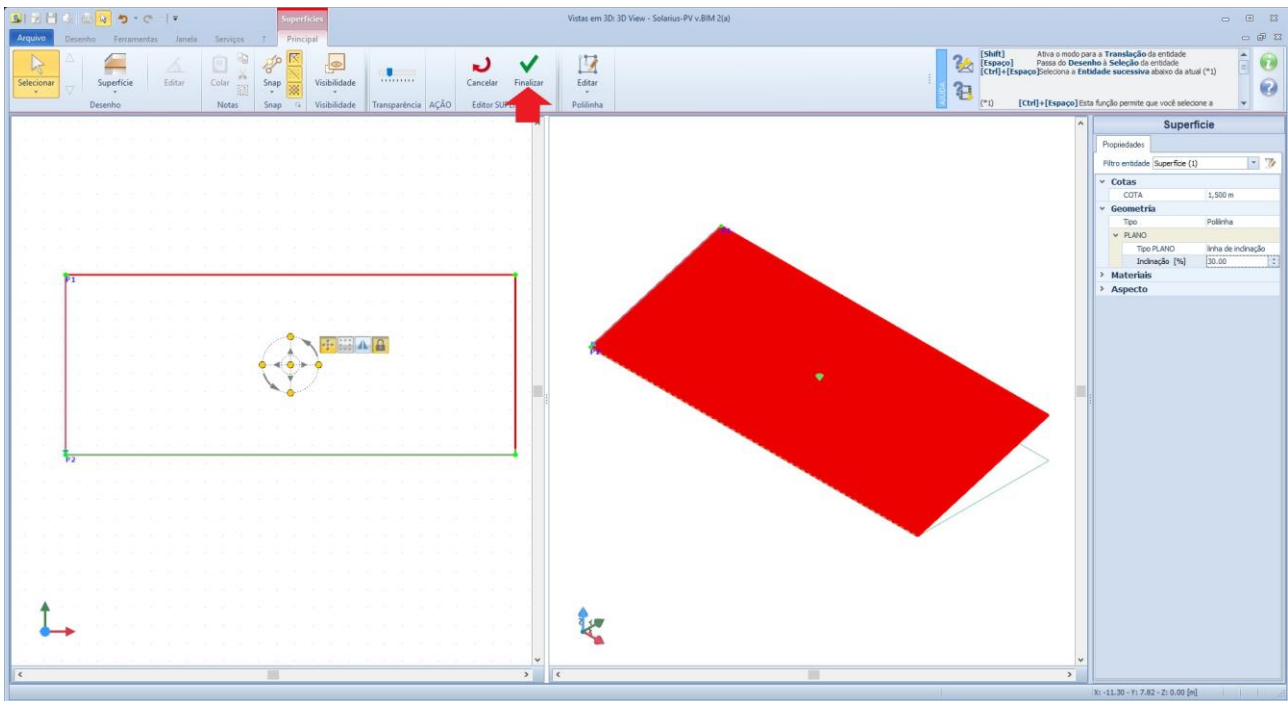 Superfícies
Vistas em 3D: 3D View - Solarius-PV v.BIM 2(a)
Arquivo Desenho Ferramentas Janela Serviços ? Principal
Selecionar Superfície Editar Colar Snap Visibilidade Cancelar Finalizar Editar
Desenho Notas Snap Visibilidade Transparência AÇÃO Editor Polilinha
AJUDA
[Shift] Ativa o modo para a Translação da entidade
[Espaço] Passa do Desenho à Seleção da entidade
[Ctrl]+[Espaço]Seleciona a Entidade sucessiva abaixo da atual (*1)
(*1) [Ctrl]+[Espaço] Esta função permite que você selecione a
P1
P2
Superfície
Propriedades
Filtro entidade Superfície (1)
Cotas
COTA 1,500 m
Geometria
Tipo Polilinha
PLANO
Tipo PLANO linha de inclinação
Inclinação [%] 30.00
Materiais
Aspecto
X: -11.30 - Y: 7.82 - Z: 0.00 [m]